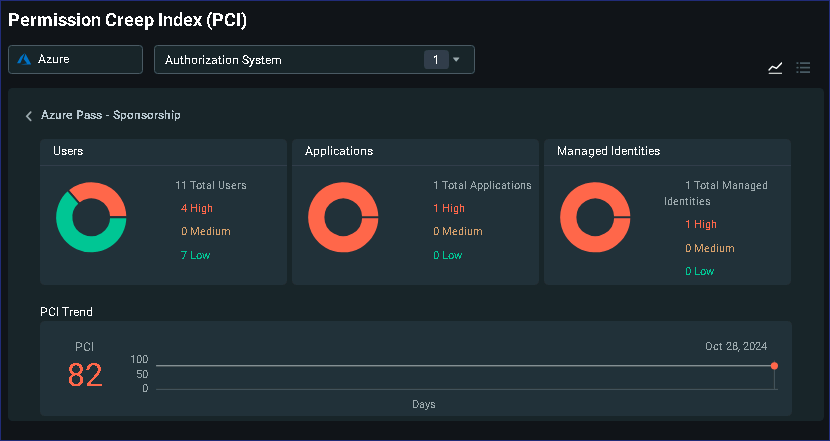 Permission Creep Index (PCI)
Azure
Authorization System 1
Azure Pass - Sponsorship
Users
11 Total Users
4 High
0 Medium
7 Low
Applications
1 Total Applications
1 High
0 Medium
0 Low
Managed Identities
1 Total Managed
Identities
1 High
0 Medium
0 Low
PCI Trend
PCI
82
Oct 28, 2024
100
50
0
Days